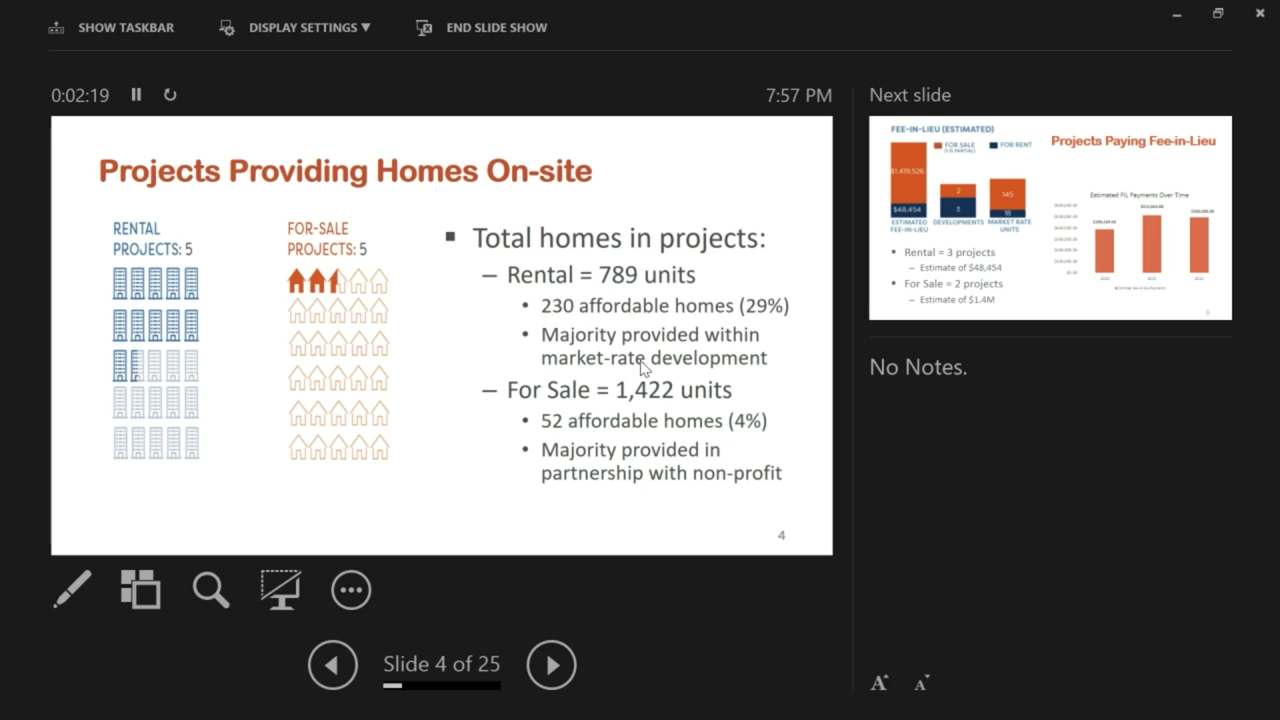 SHOW TASKBAR
DISPLAY SETTINGS ▼
END SLIDE SHOW
0:02:19
7:57 PM
Projects Providing Homes On-site
RENTAL
PROJECTS: 5
FOR-SALE
PROJECTS: 5
▪ Total homes in projects:
– Rental = 789 units
• 230 affordable homes (29%)
• Majority provided within
market-rate development
– For Sale = 1,422 units
• 52 affordable homes (4%)
• Majority provided in
partnership with non-profit
4
Slide 4 of 25
Next slide
FEE-IN-LIEU (ESTIMATED)
FOR SALE
FOR RENT
Projects Paying Fee-in-Lieu
$1,419,526
$48,454
2
3
145
ESTIMATED
FEE-IN-LIEU
DEVELOPMENTS
MARKET RATE
UNITS
Estimated FIL Payments Over Time
▪ Rental = 3 projects
– Estimate of $48,454
▪ For Sale = 2 projects
– Estimate of $1.4M
No Notes.
A
A